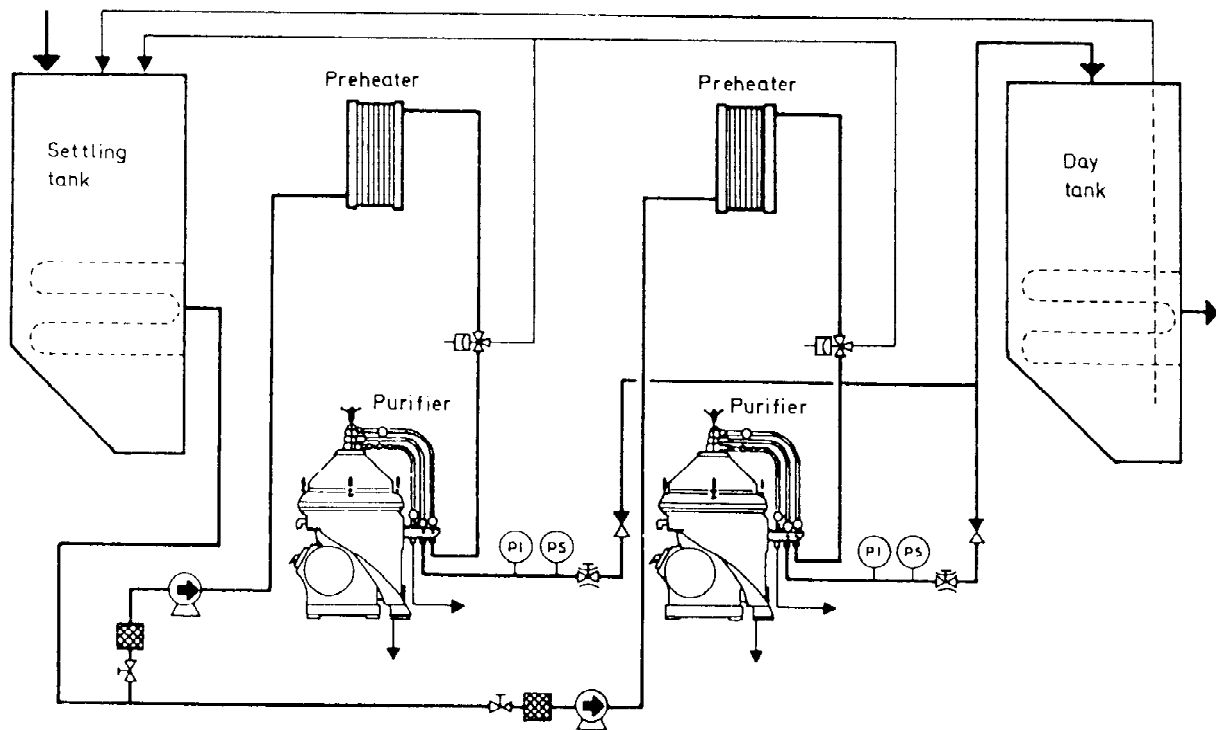 Preheater
Preheater
Settling
tank
Day
tank
Purifier
Purifier
PI
PS
PI
PS